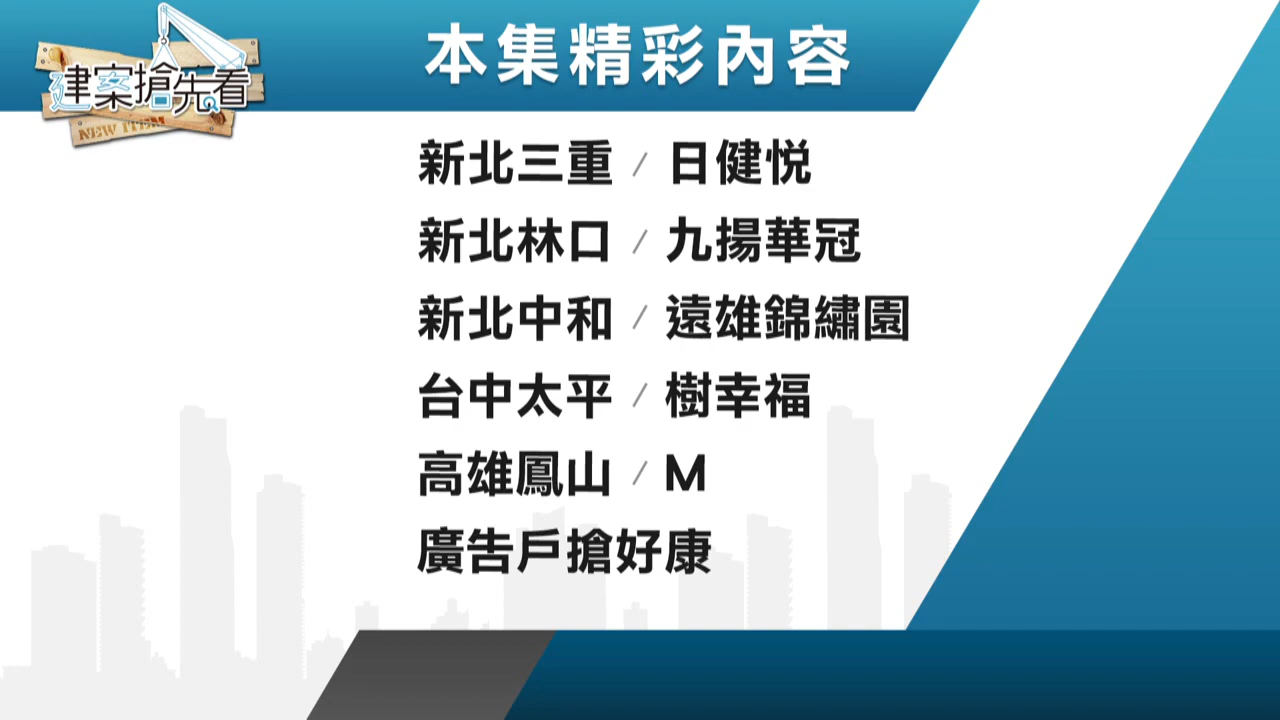 本集精彩內容
建案搶先看
NEW ITEM
新北三重 / 日健悦
新北林口 / 九揚華冠
新北中和 / 遠雄錦繡園
台中太平 / 樹幸福
高雄鳳山 / M
廣告戶搶好康